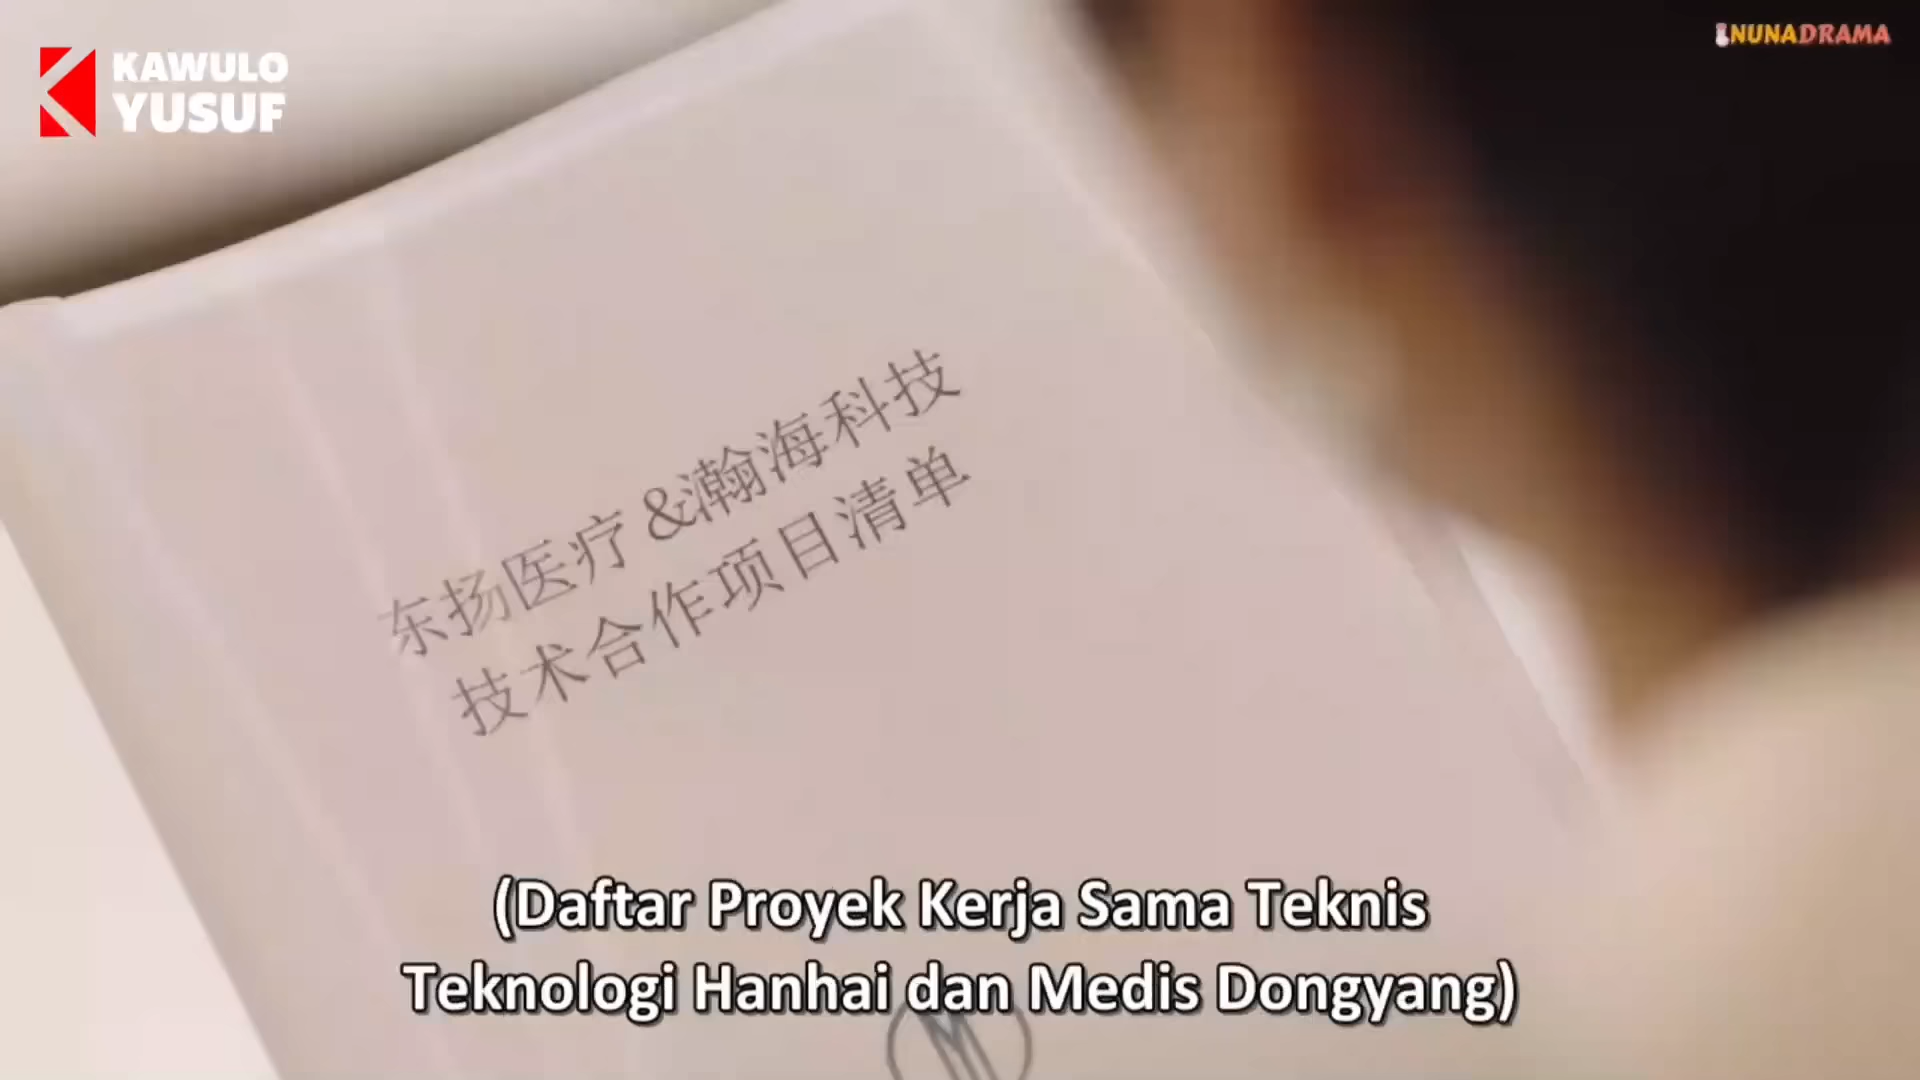 KAWULO
YUSUF
NUNADRAMA
东扬医疗&瀚海科技
技术合作项目清单
(Daftar Proyek Kerja Sama Teknis
Teknologi Hanhai dan Medis Dongyang)